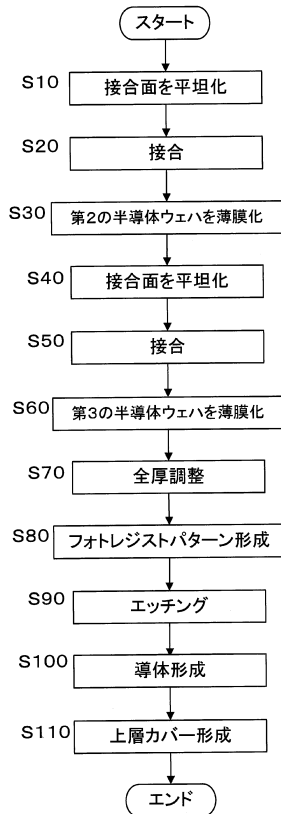 スタート
S10
接合面を平坦化
S20
接合
S30
第2の半導体ウェハを薄膜化
S40
接合面を平坦化
S50
接合
S60
第3の半導体ウェハを薄膜化
S70
全厚調整
S80
フォトレジストパターン形成
S90
エッチング
S100
導体形成
S110
上層カバー形成
エンド